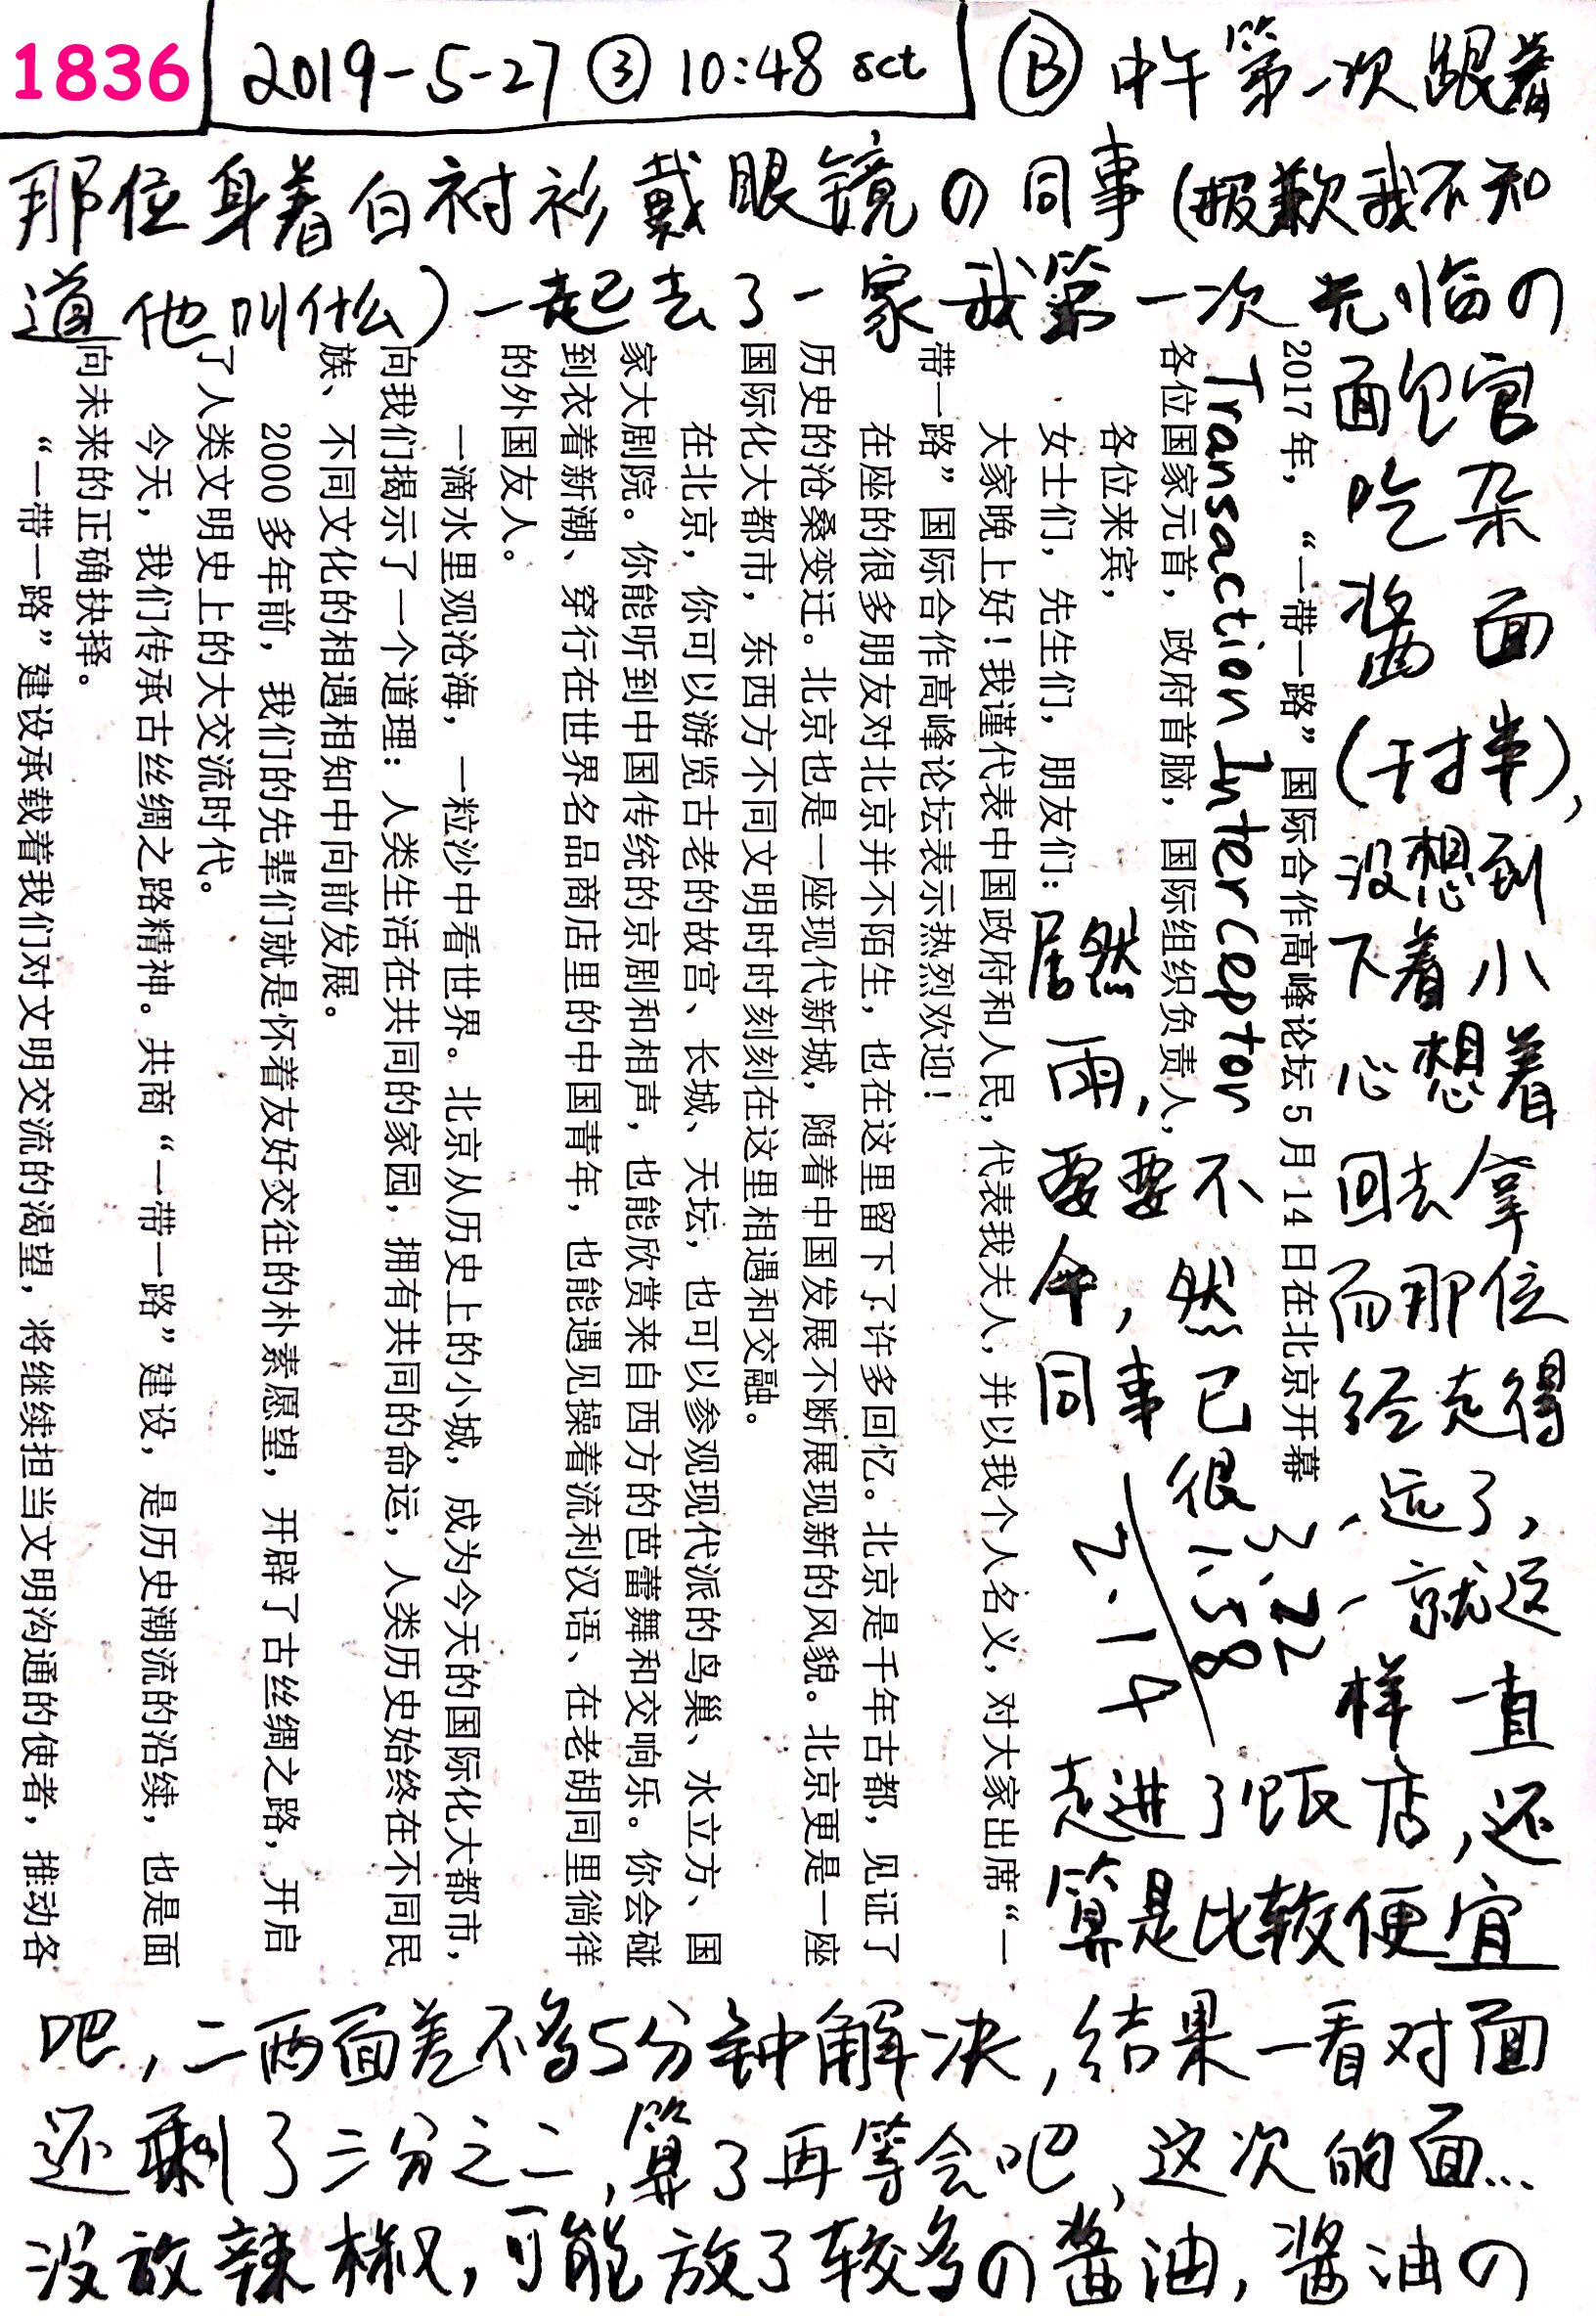 1836
2019-5-27 ③ 10:48 sct
Ⓑ 中午第一次跟着
那位身着白衬衫戴眼镜の同事(报歉我不知
道他叫什么)一起去了一家我第一次光临の
面馆
吃杂
酱面
(干拌),
没想到
居然下着小
雨,心想着
要要不回去拿
伞,然而那位
同事已经走得
很远了,
就这
样一直
走进了饭店,还
算是比较便宜
吧,二两面差不多5分钟解决,结果一看对面
还剩了三分之二,算了再等会吧,这次的面...
没放辣椒,可能放了较多の酱油,酱油の
Transaction Interceptor
3.22
1.58
2.14
2017年,“一带一路”国际合作高峰论坛5月14日在北京开幕
各位国家元首,政府首脑,国际组织负责人,
各位来宾,
女士们,先生们,朋友们:
大家晚上好!我谨代表中国政府和人民,代表我夫人,并以我个人名义,对大家出席“一
带一路”国际合作高峰论坛表示热烈欢迎!
在座的很多朋友对北京并不陌生,也在这里留下了许多回忆。北京是千年古都,见证了
历史的沧桑变迁。北京也是一座现代新城,随着中国发展不断展现新的风貌。北京更是一座
国际化大都市,东西方不同文明时时刻刻在这里相遇和交融。
在北京,你可以游览古老的故宫、长城、天坛,也可以参观现代派的鸟巢、水立方、国
家大剧院。你能听到中国传统的京剧和相声,也能欣赏来自西方的芭蕾舞和交响乐。你会碰
到衣着新潮、穿行在世界名品商店里的中国青年,也能遇见操着流利汉语、在老胡同里徜徉
的外国友人。
一滴水里观沧海,一粒沙中看世界。北京从历史上的小城,成为今天的国际化大都市,
向我们揭示了一个道理:人类生活在共同的家园,拥有共同的命运,人类历史始终在不同民
族、不同文化的相遇相知中向前发展。
2000多年前,我们的先辈们就是怀着友好交往的朴素愿望,开辟了古丝绸之路,开启
了人类文明史上的大交流时代。
今天,我们传承古丝绸之路精神。共商“一带一路”建设,是历史潮流的沿续,也是面
向未来的正确抉择。
“一带一路”建设承载着我们对文明交流的渴望,将继续担当文明沟通的使者,推动各